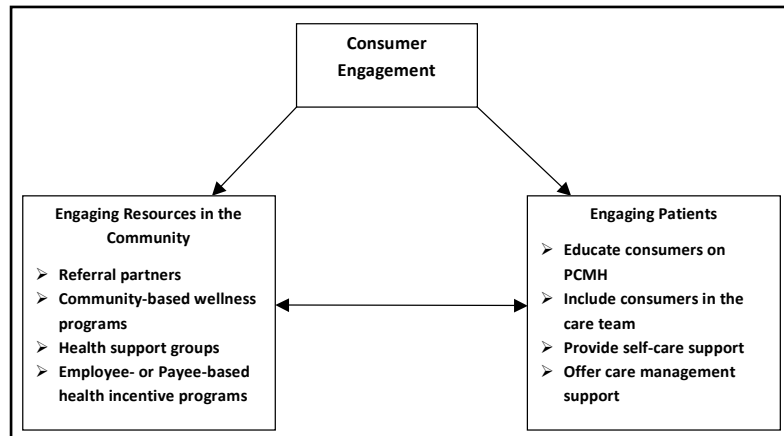 Consumer
Engagement
Engaging Resources in the
Community
➢ Referral partners
➢ Community-based wellness
programs
➢ Health support groups
➢ Employee- or Payee-based
health incentive programs
Engaging Patients
➢ Educate consumers on
PCMH
➢ Include consumers in the
care team
➢ Provide self-care support
➢ Offer care management
support